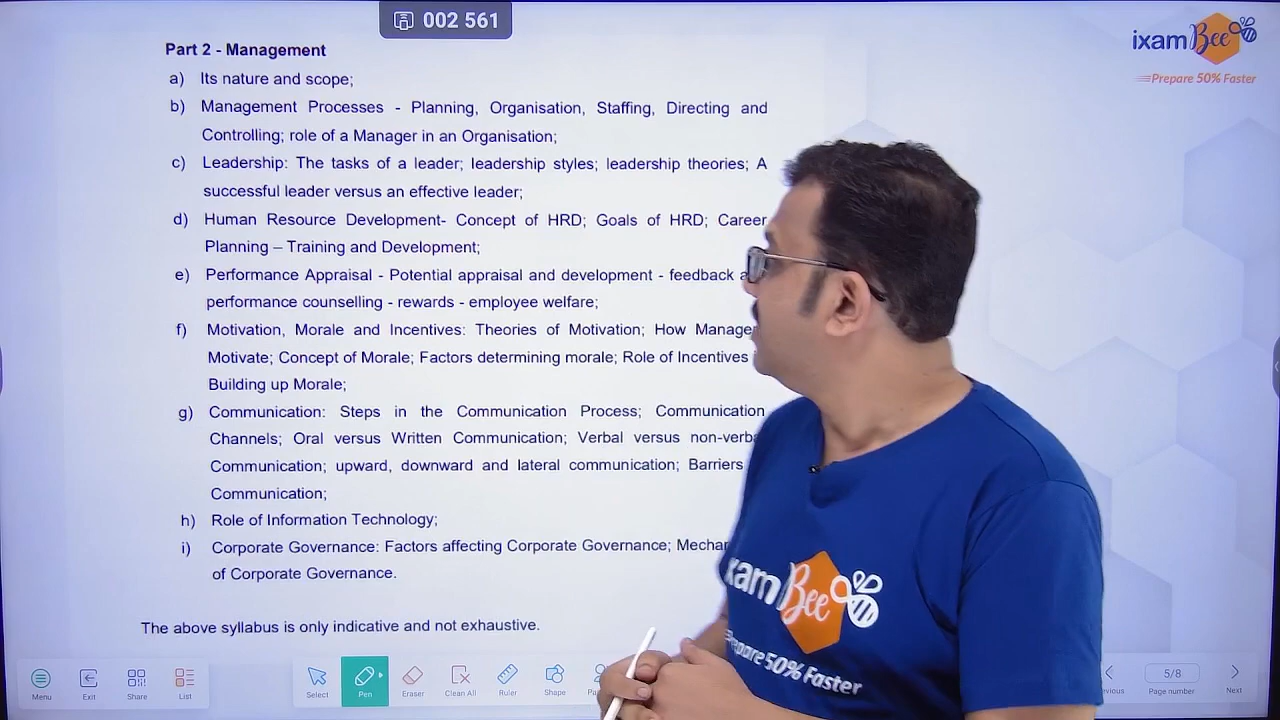 002 561
ixam Bee
Prepare 50% Faster
Part 2 - Management
a) Its nature and scope;
b) Management Processes - Planning, Organisation, Staffing, Directing and
Controlling; role of a Manager in an Organisation;
c) Leadership: The tasks of a leader; leadership styles; leadership theories; A
successful leader versus an effective leader;
d) Human Resource Development- Concept of HRD; Goals of HRD; Career
Planning – Training and Development;
e) Performance Appraisal - Potential appraisal and development - feedback
performance counselling - rewards - employee welfare;
f) Motivation, Morale and Incentives: Theories of Motivation; How
Motivate; Concept of Morale; Factors determining morale; Role of Incentives
Building up Morale;
g) Communication: Steps in the Communication Process; Communication
Channels; Oral versus Written Communication; Verbal versus
Communication; upward, downward and lateral communication; Barriers
Communication;
h) Role of Information Technology;
i) Corporate Governance: Factors affecting Corporate Governance;
of Corporate Governance.
The above syllabus is only indicative and not exhaustive.
xam Bee
Prepare 50% Faster
Menu Exit Share List Select Pen Eraser Clean All Ruler Shape 5/8 Page number Next